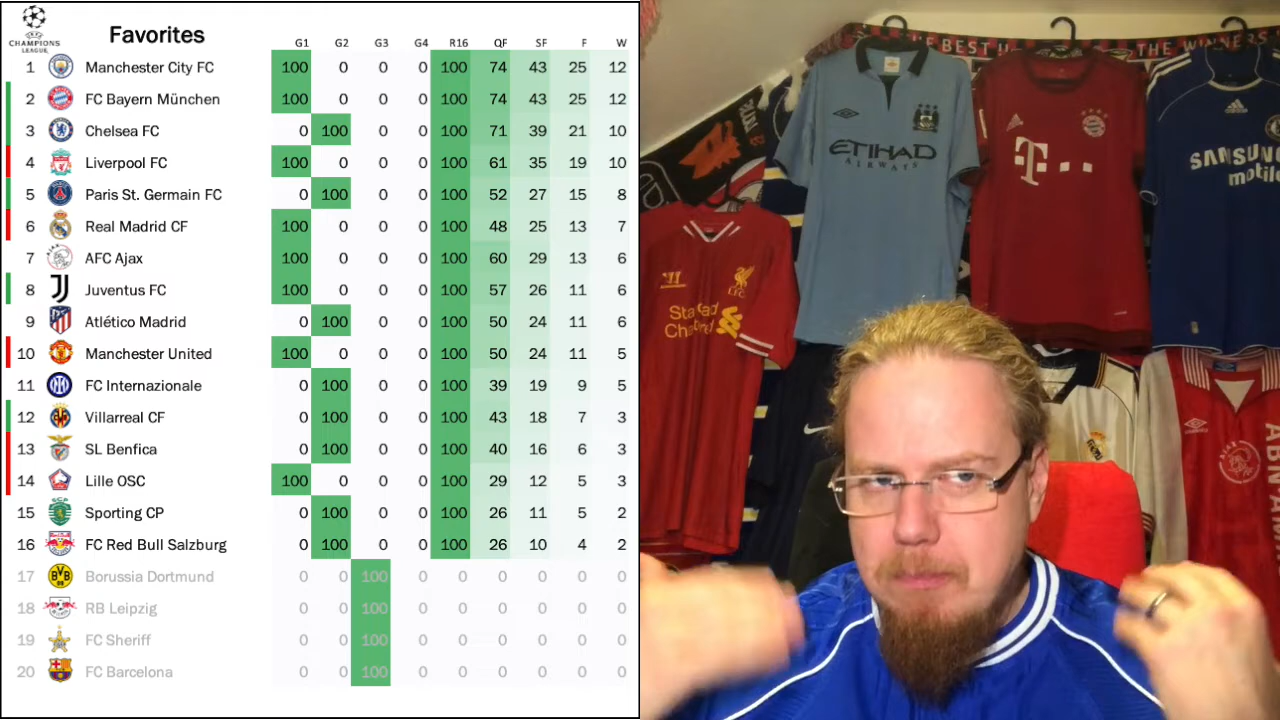 CHAMPIONS
LEAGUE
Favorites
G1 G2 G3 G4 R16 QF SF F W
1 Manchester City FC 100 0 0 0 100 74 43 25 12
2 FC Bayern München 100 0 0 0 100 74 43 25 12
3 Chelsea FC 0 100 0 0 100 71 39 21 10
4 Liverpool FC 100 0 0 0 100 61 35 19 10
5 Paris St. Germain FC 0 100 0 0 100 52 27 15 8
6 Real Madrid CF 100 0 0 0 100 48 25 13 7
7 AFC Ajax 100 0 0 0 100 60 29 13 6
8 Juventus FC 100 0 0 0 100 57 26 11 6
9 Atlético Madrid 0 100 0 0 100 50 24 11 6
10 Manchester United 100 0 0 0 100 50 24 11 5
11 FC Internazionale 0 100 0 0 100 39 19 9 5
12 Villarreal CF 0 100 0 0 100 43 18 7 3
13 SL Benfica 0 100 0 0 100 40 16 6 3
14 Lille OSC 100 0 0 0 100 29 12 5 3
15 Sporting CP 0 100 0 0 100 26 11 5 2
16 FC Red Bull Salzburg 0 100 0 0 100 26 10 4 2
17 Borussia Dortmund 0 0 100 0 0 0 0 0 0
18 RB Leipzig 0 0 100 0 0 0 0 0 0
19 FC Sheriff 0 0 100 0 0 0 0 0 0
20 FC Barcelona 0 0 100 0 0 0 0 0 0
THE BEST
THE WINNERS
ETIHAD
AIRWAYS
T
SAMSUNG
mobile
adidas